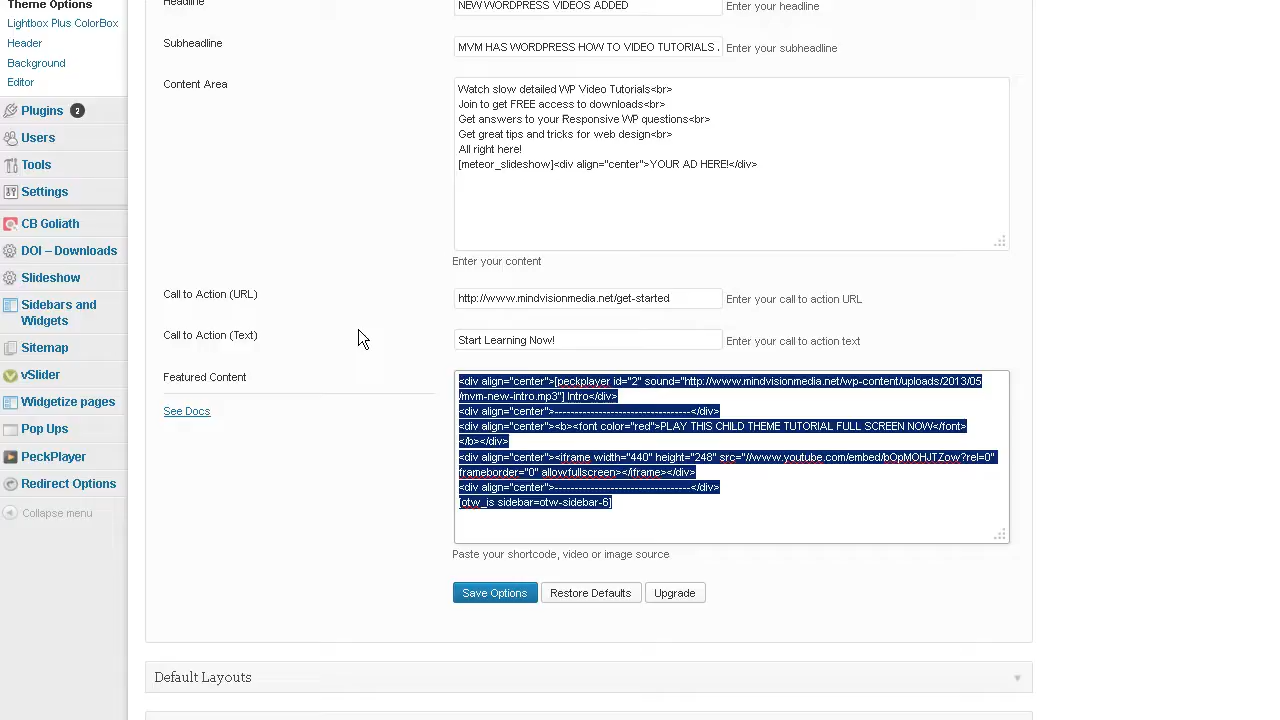 Theme Options
Lightbox Plus ColorBox
Header
Background
Editor
Plugins 2
Users
Tools
Settings
CB Goliath
DOI – Downloads
Slideshow
Sidebars and
Widgets
Sitemap
vSlider
Widgetize pages
Pop Ups
PeckPlayer
Redirect Options
Collapse menu
Headline
NEW WORDPRESS VIDEOS ADDED
Enter your headline
Subheadline
MVM HAS WORDPRESS HOW TO VIDEO TUTORIALS .
Enter your subheadline
Content Area
Watch slow detailed WP Video Tutorials<br>
Join to get FREE access to downloads<br>
Get answers to your Responsive WP questions<br>
Get great tips and tricks for web design<br>
All right here!
[meteor_slideshow]<div align="center">YOUR AD HERE!</div>
Enter your content
Call to Action (URL)
http://www.mindvisionmedia.net/get-started
Enter your call to action URL
Call to Action (Text)
Start Learning Now!
Enter your call to action text
Featured Content
See Docs
<div align="center">[peckplayer id="2" sound="http://www.mindvisionmedia.net/wp-content/uploads/2013/05
/mvm-new-intro.mp3"] Intro</div>
<div align="center">----------------------------------</div>
<div align="center"><b><font color="red">PLAY THIS CHILD THEME TUTORIAL FULL SCREEN NOW</font>
</b></div>
<div align="center"><iframe width="440" height="248" src="//www.youtube.com/embed/bOpMOHJTZow?rel=0"
frameborder="0" allowfullscreen></iframe></div>
<div align="center">----------------------------------</div>
[otw_is sidebar=otw-sidebar-6]
Paste your shortcode, video or image source
Save Options
Restore Defaults
Upgrade
Default Layouts